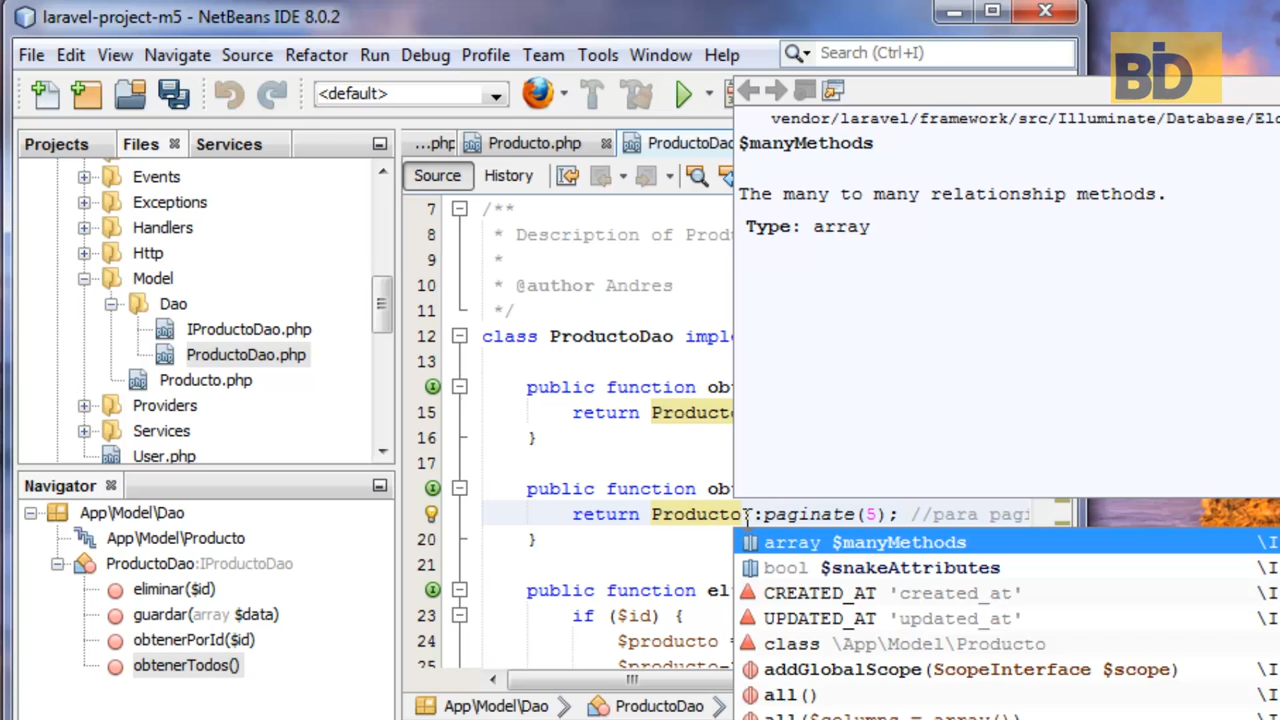 laravel-project-m5 - NetBeans IDE 8.0.2
File Edit View Navigate Source Refactor Run Debug Profile Team Tools Window Help
Search (Ctrl+I)
BID
<default>
Projects Files Services
Events
Exceptions
Handlers
Http
Model
Dao
IProductoDao.php
ProductoDao.php
Producto.php
Providers
Services
User.php
Navigator
App\Model\Dao
App\Model\Producto
ProductoDao:IProductoDao
eliminar($id)
guardar(array $data)
obtenerPorId($id)
obtenerTodos()
...php Producto.php ProductoDao
Source History
7 /**
8 * Description of Prod
9 *
10 * @author Andres
11 */
12 class ProductoDao imple
13
public function ob
15 return Producto
16 }
17
public function ob
return Producto::paginate(5); //para pagi
20 }
21
public function el
23 if ($id) {
24 $producto =
25 $producto-
App\Model\Dao ProductoDao
vendor/laravel/framework/src/Illuminate/Database/Elo
$manyMethods
The many to many relationship methods.
Type: array
array $manyMethods \I
bool $snakeAttributes \I
CREATED_AT 'created_at' \I
UPDATED_AT 'updated_at' \I
class \App\Model\Producto
addGlobalScope(ScopeInterface $scope) \I
all() \I
all($columns = array()) \I